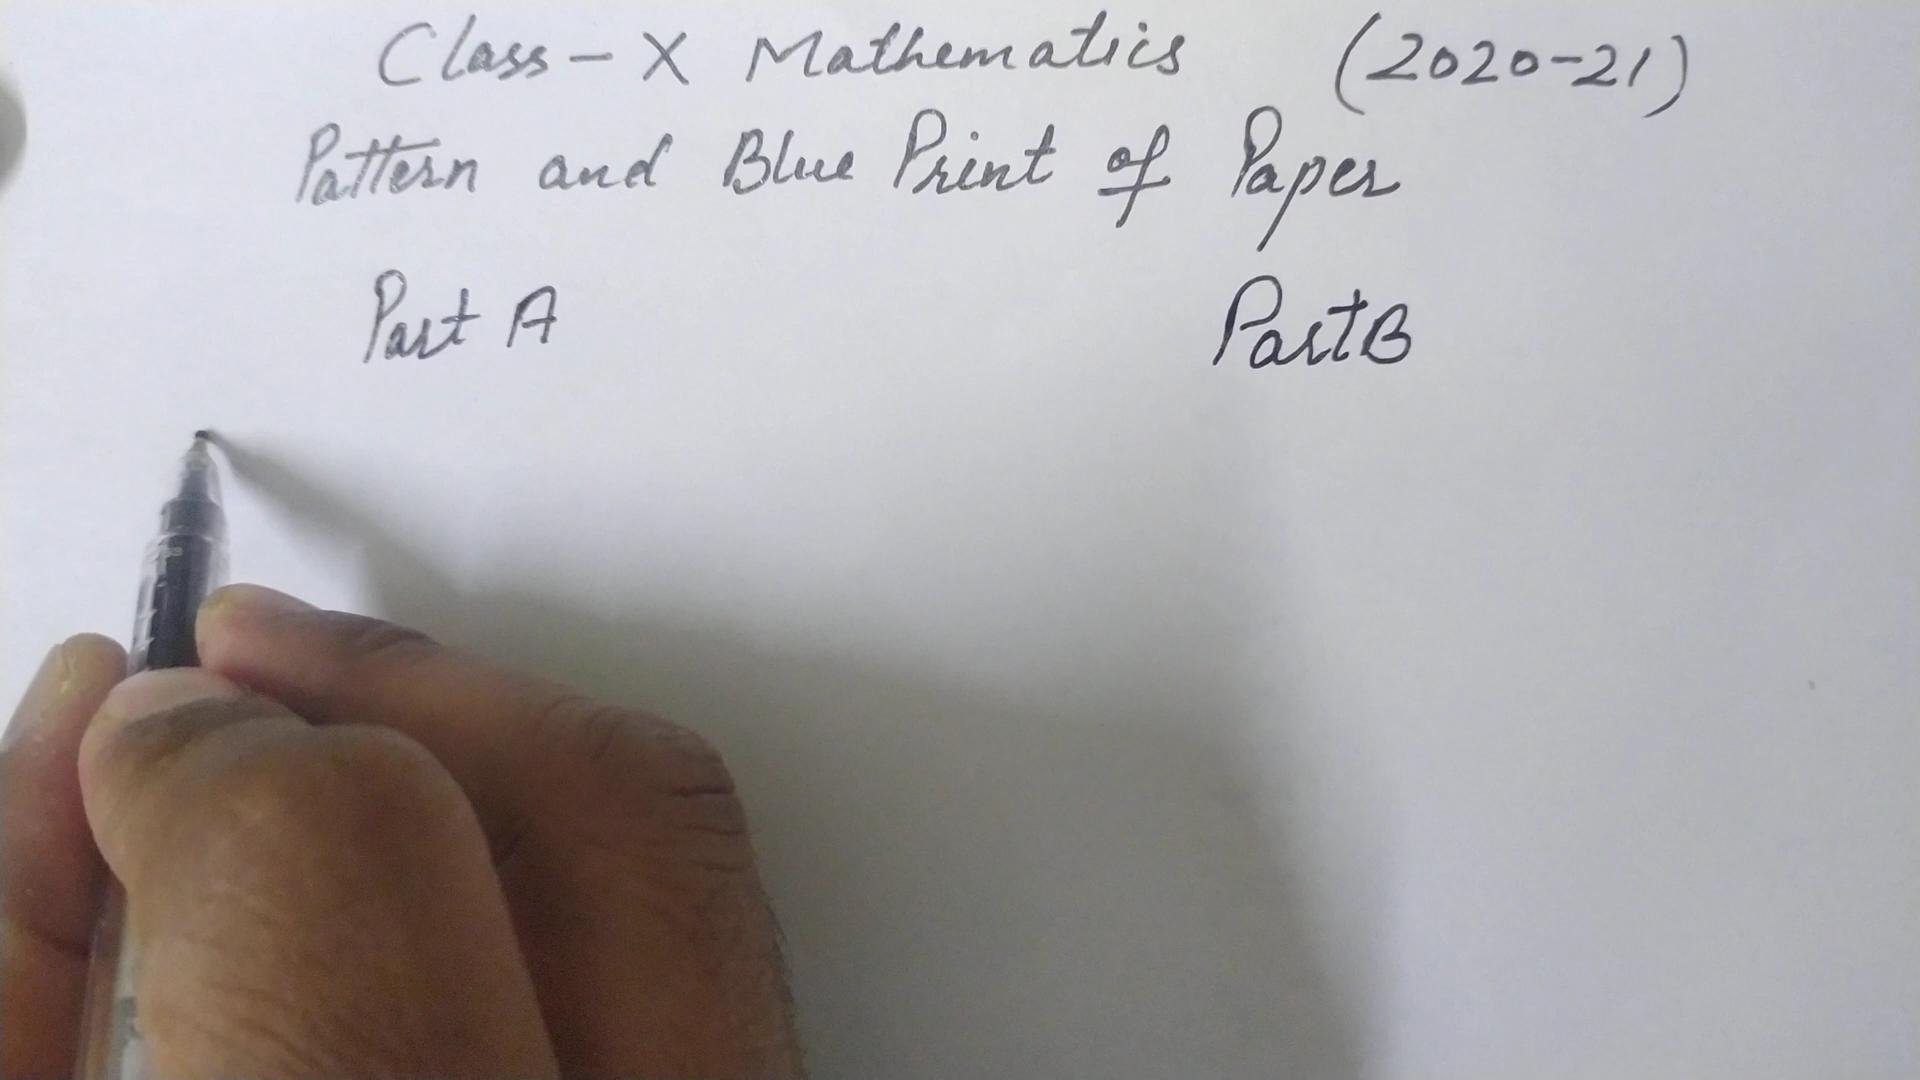 Class - X Mathematics (2020-21)
Pattern and Blue Print of Paper
Part A Part B